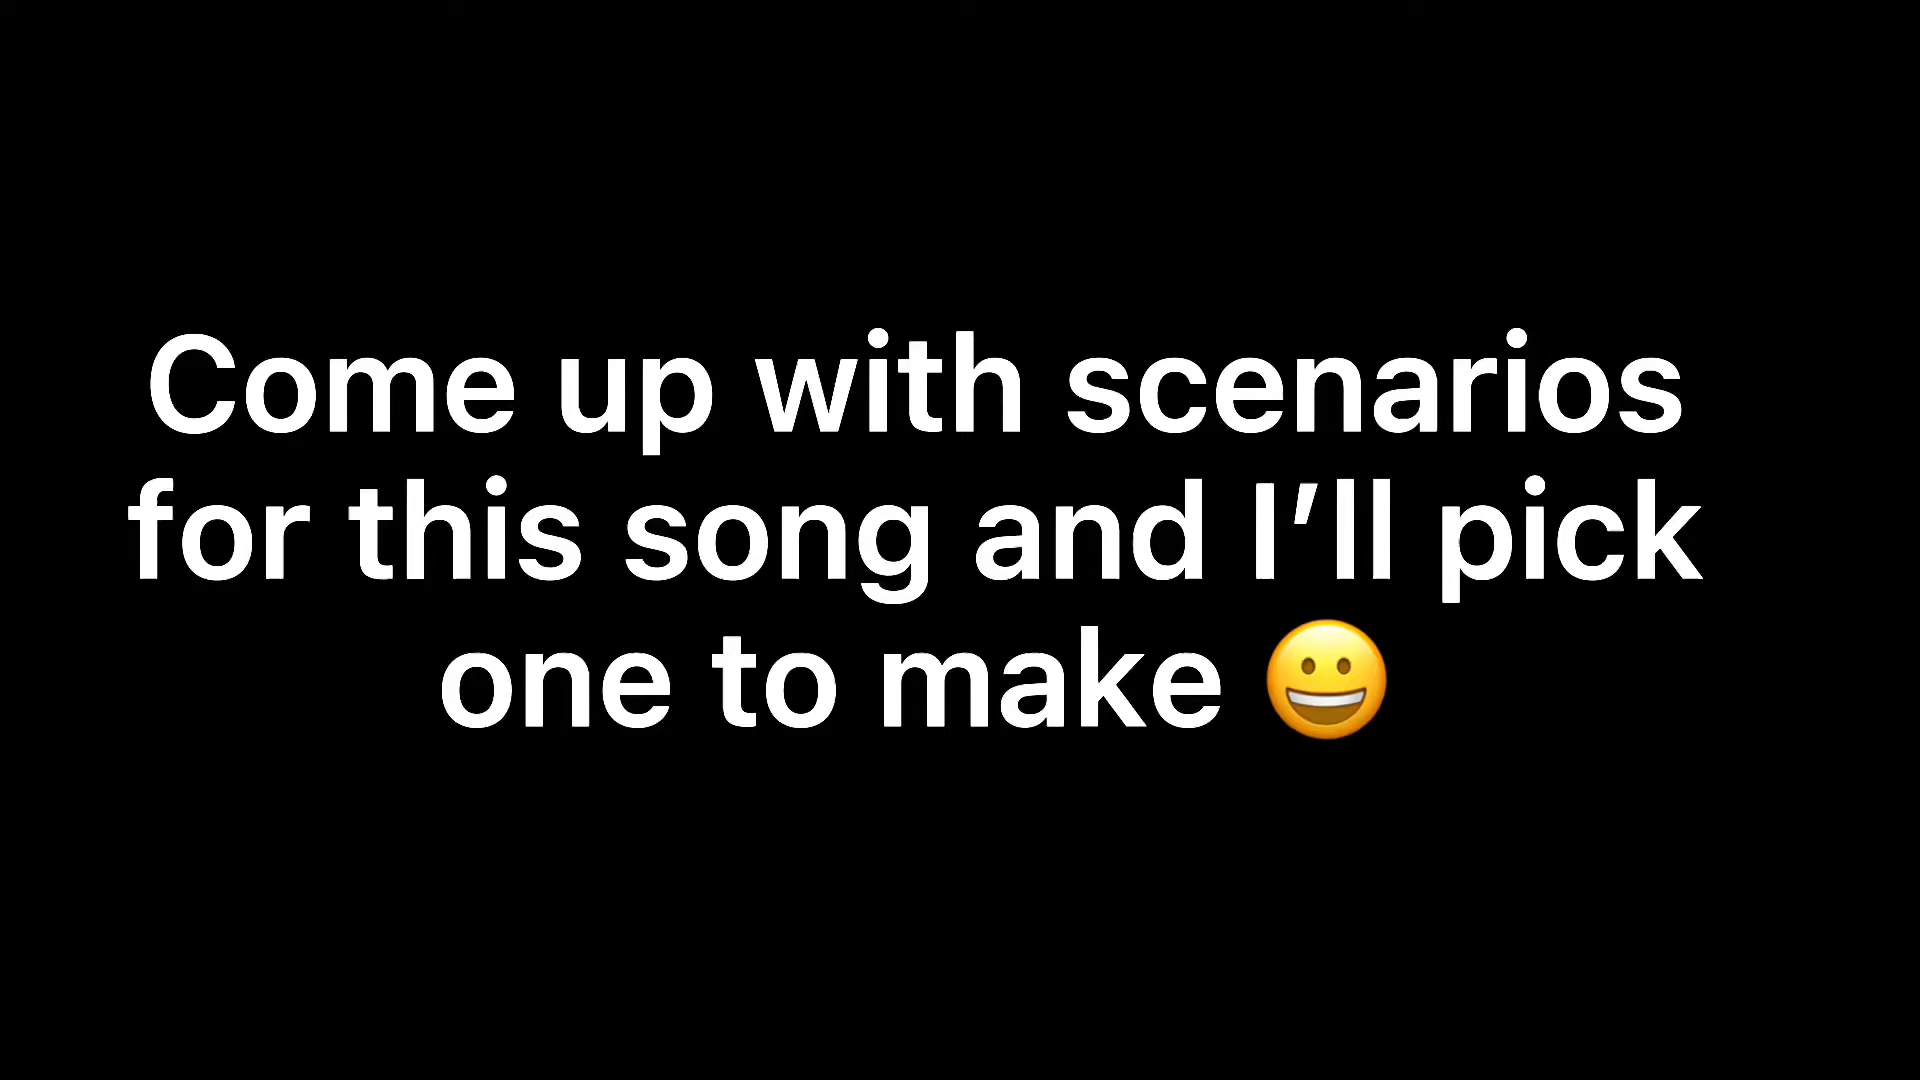 Come up with scenarios
for this song and I’ll pick
one to make 😀